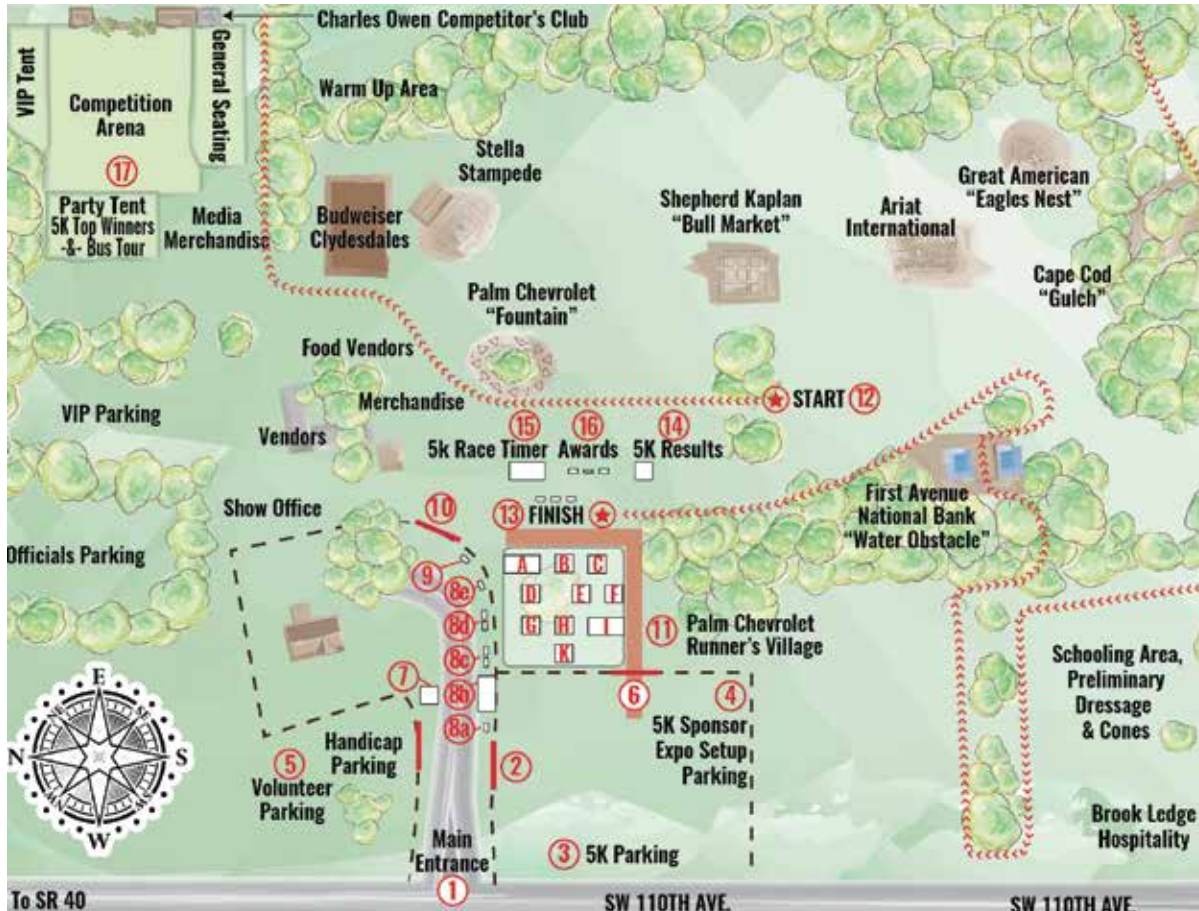 Charles Owen Competitor's Club
VIP Tent
General Seating
Competition
Arena
17
Warm Up Area
Stella
Stampede
Great American
"Eagles Nest"
Party Tent
5K Top Winners
-&- Bus Tour
Media
Merchandise
Budweiser
Clydesdales
Shepherd Kaplan
"Bull Market"
Ariat
International
Cape Cod
"Gulch"
Palm Chevrolet
"Fountain"
Food Vendors
Merchandise
START 12
VIP Parking
Vendors
15 16 14
5k Race Timer Awards 5K Results
First Avenue
National Bank
"Water Obstacle"
Show Office
10
13 FINISH
Officials Parking
9
8e
8d
8c
8b
8a
7
A B C
D E F
G H I
K
11 Palm Chevrolet
Runner's Village
6
4
5K Sponsor
Expo Setup
Parking
Schooling Area,
Preliminary
Dressage
& Cones
E
NE SE
N S
NW SW
W
5
Volunteer
Parking
Handicap
Parking
2
Brook Ledge
Hospitality
Main
Entrance
1
3 5K Parking
To SR 40
SW 110TH AVE.
SW 110TH AVE.